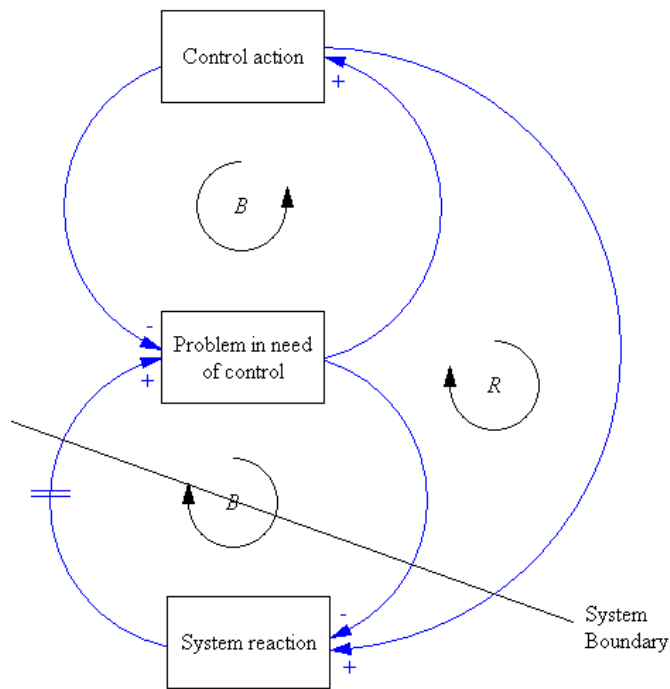 Control action
+
B
-
Problem in need
of control
+
R
B
-
System reaction
+
System
Boundary